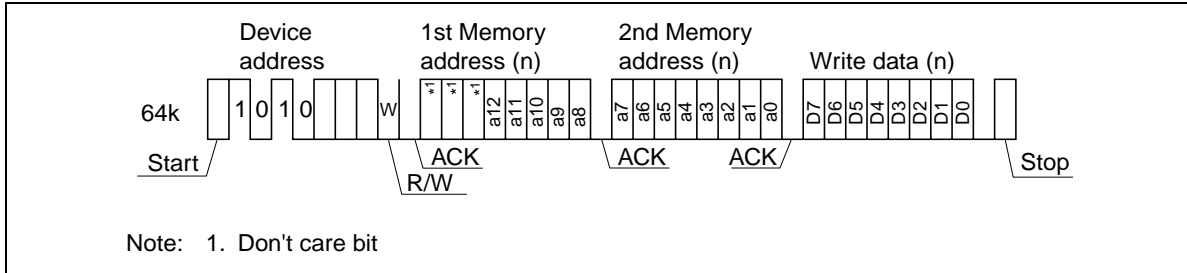 Device address
1st Memory address (n)
2nd Memory address (n)
Write data (n)
64k
1 0 1 0
W
*1 *1 *1 a12 a11 a10 a9 a8
a7 a6 a5 a4 a3 a2 a1 a0
D7 D6 D5 D4 D3 D2 D1 D0
Start
ACK
ACK
ACK
Stop
R/W
Note: 1. Don't care bit